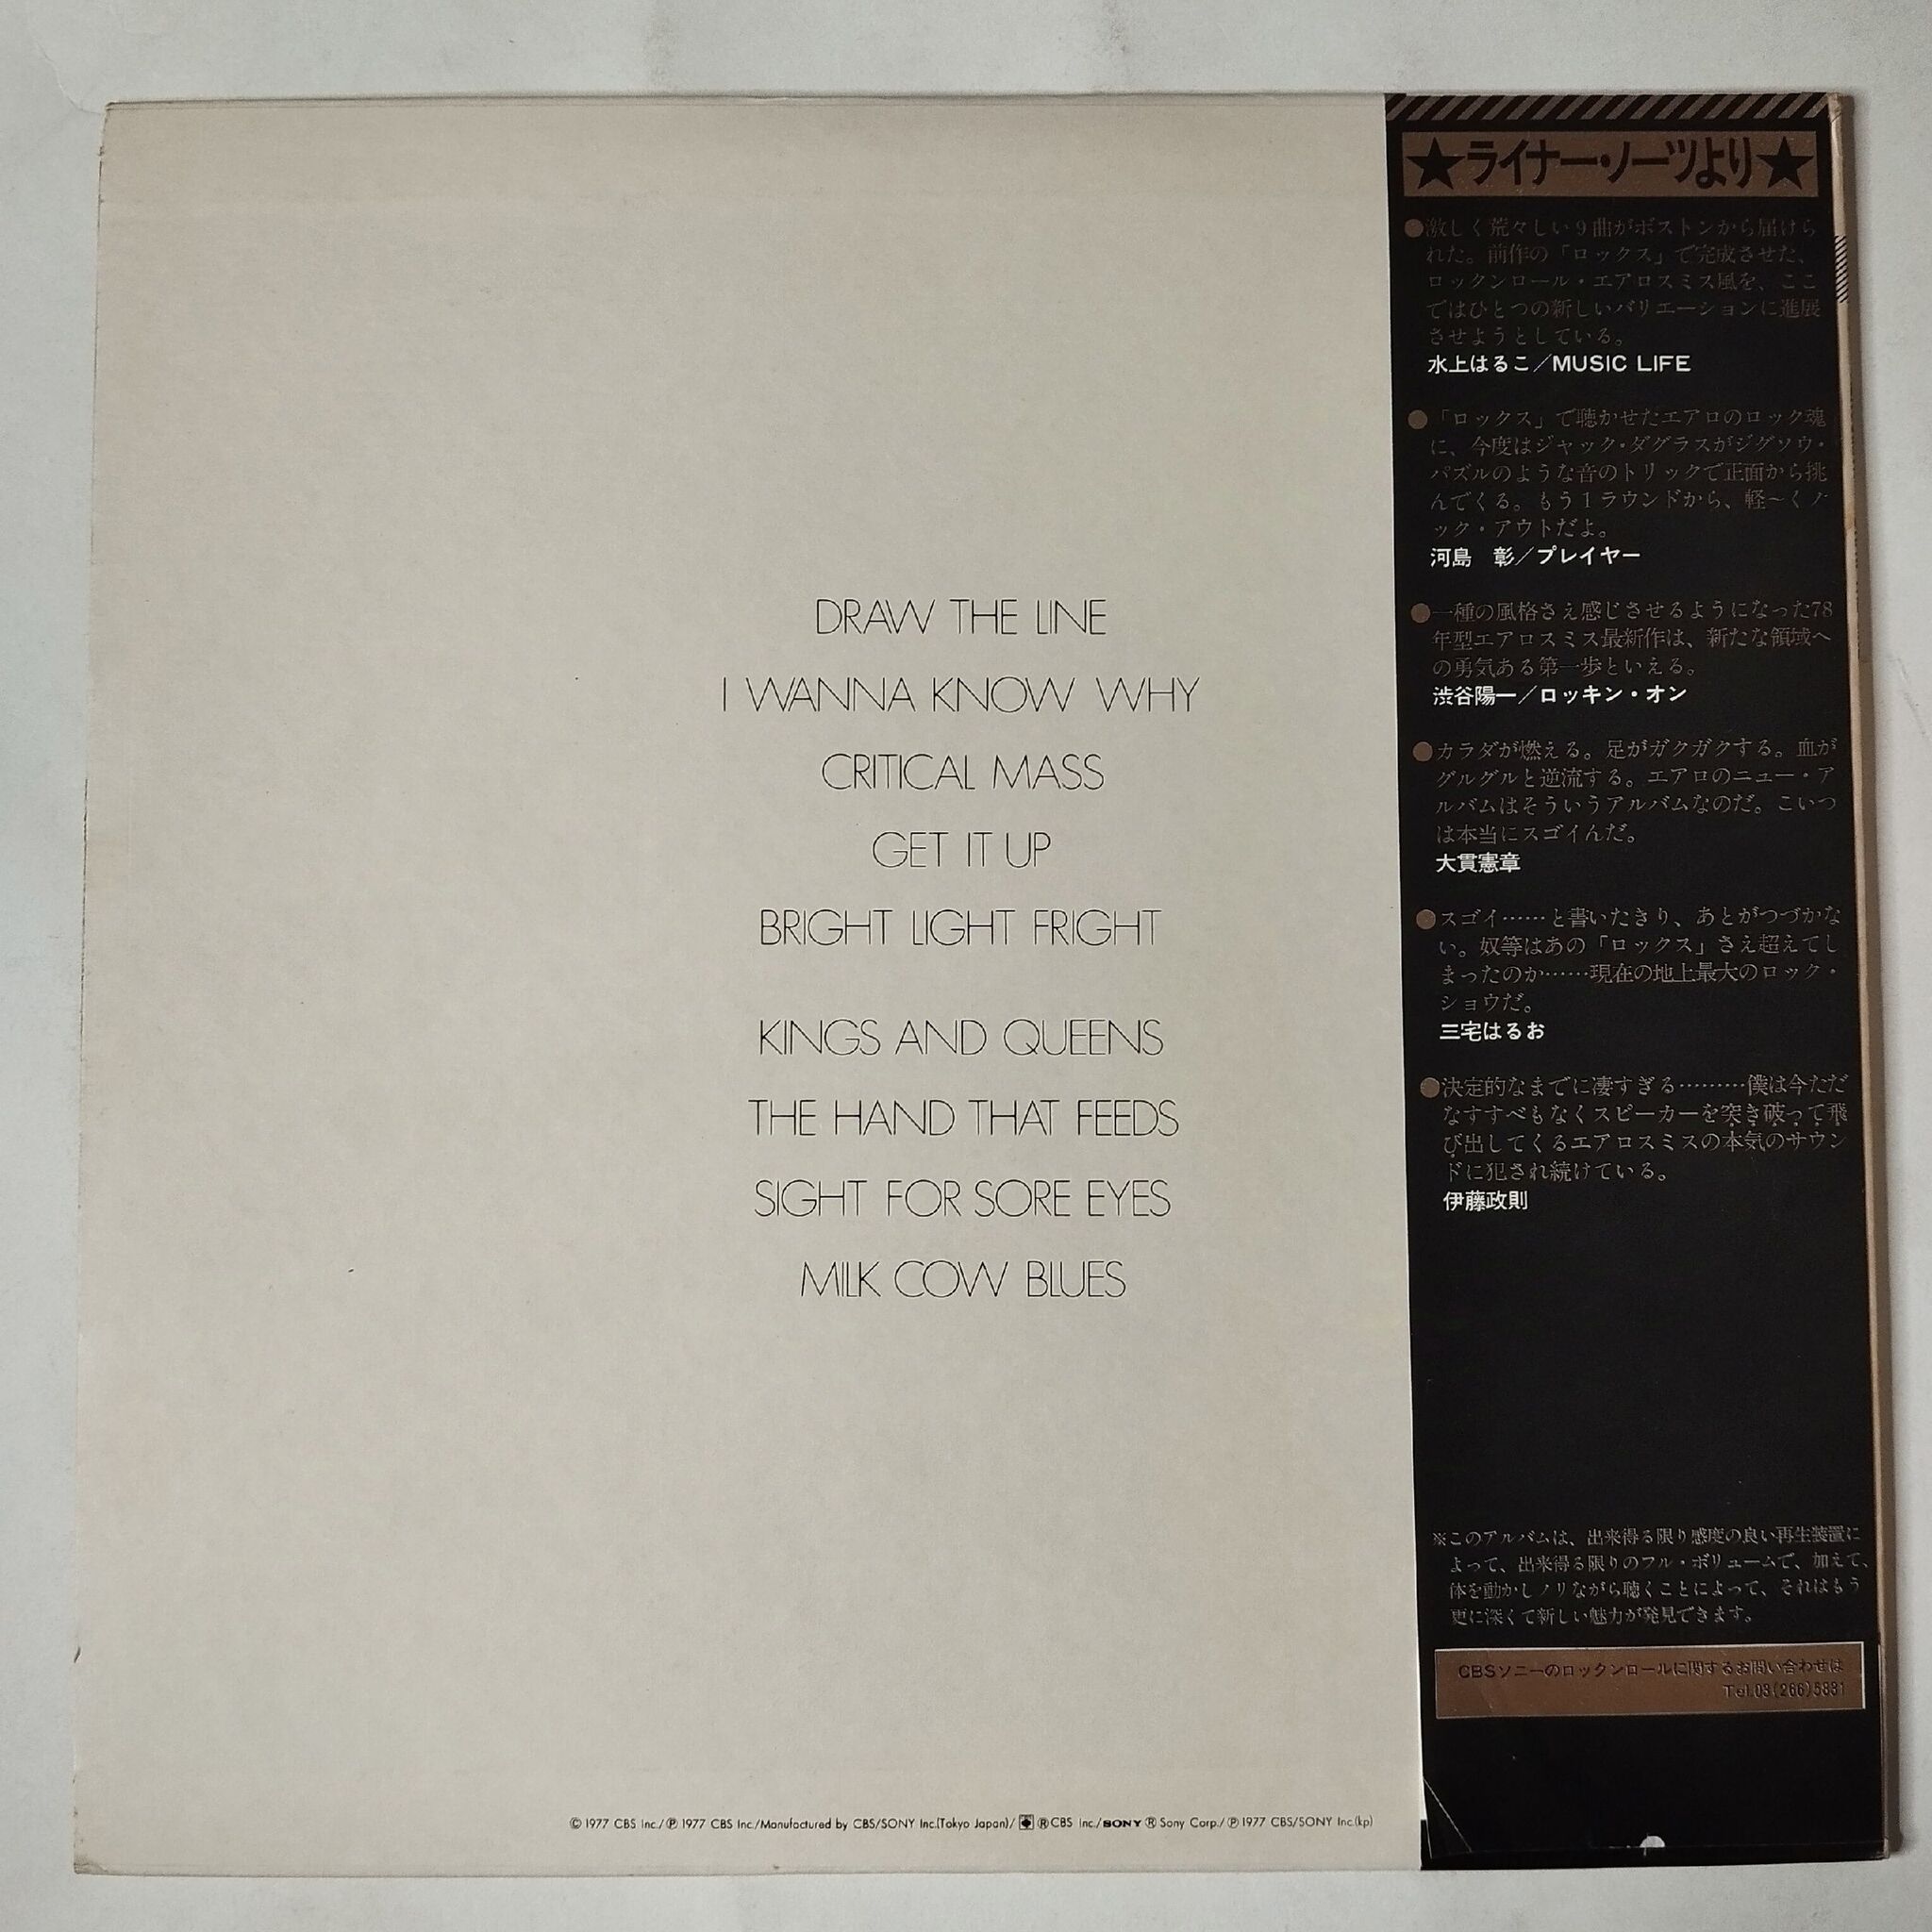 DRAW THE LINE
I WANNA KNOW WHY
CRITICAL MASS
GET IT UP
BRIGHT LIGHT FRIGHT
KINGS AND QUEENS
THE HAND THAT FEEDS
SIGHT FOR SORE EYES
MILK COW BLUES
© 1977 CBS Inc./℗ 1977 CBS Inc./Manufactured by CBS/SONY Inc.(Tokyo Japan)/ ® CBS Inc./SONY ® Sony Corp./℗ 1977 CBS/SONY Inc.(kp)
★ライナー・ノーツより★
●激しく荒々しい9曲がボストンから届けら
れた。前作の「ロックス」で完成させた、
ロックンロール・エアロスミス風を、ここ
ではひとつの新しいバリエーションに進展
させようとしている。
水上はるこ／MUSIC LIFE
●「ロックス」で聴かせたエアロのロック魂
に、今度はジャック・ダグラスがジグソウ・
パズルのような音のトリックで正面から挑
んでくる。もう1ラウンドから、軽〜くノ
ック・アウトだよ。
河島 彰／プレイヤー
●一種の風格さえ感じさせるようになった78
年型エアロスミス最新作は、新たな領域へ
の勇気ある第一歩といえる。
渋谷陽一／ロッキン・オン
●カラダが燃える。足がガクガクする。血が
グルグルと逆流する。エアロのニュー・ア
ルバムはそういうアルバムなのだ。こいつ
は本当にスゴイんだ。
大貫憲章
●スゴイ……と書いたきり、あとがつづかな
い。奴等はあの「ロックス」さえ超えてし
まったのか……現在の地上最大のロック・
ショウだ。
三宅はるお
●決定的なまでに凄すぎる………僕は今ただ
なすすべもなくスピーカーを突き破って飛
び出してくるエアロスミスの本気のサウン
ドに犯され続けている。
伊藤政則
※このアルバムは、出来得る限り感度の良い再生装置に
よって、出来得る限りのフル・ボリュームで、加えて、
体を動かしノリながら聴くことによって、それはもう
更に深くて新しい魅力が発見できます。
CBSソニーのロックンロールに関するお問い合わせは
Tel.03(266)5831